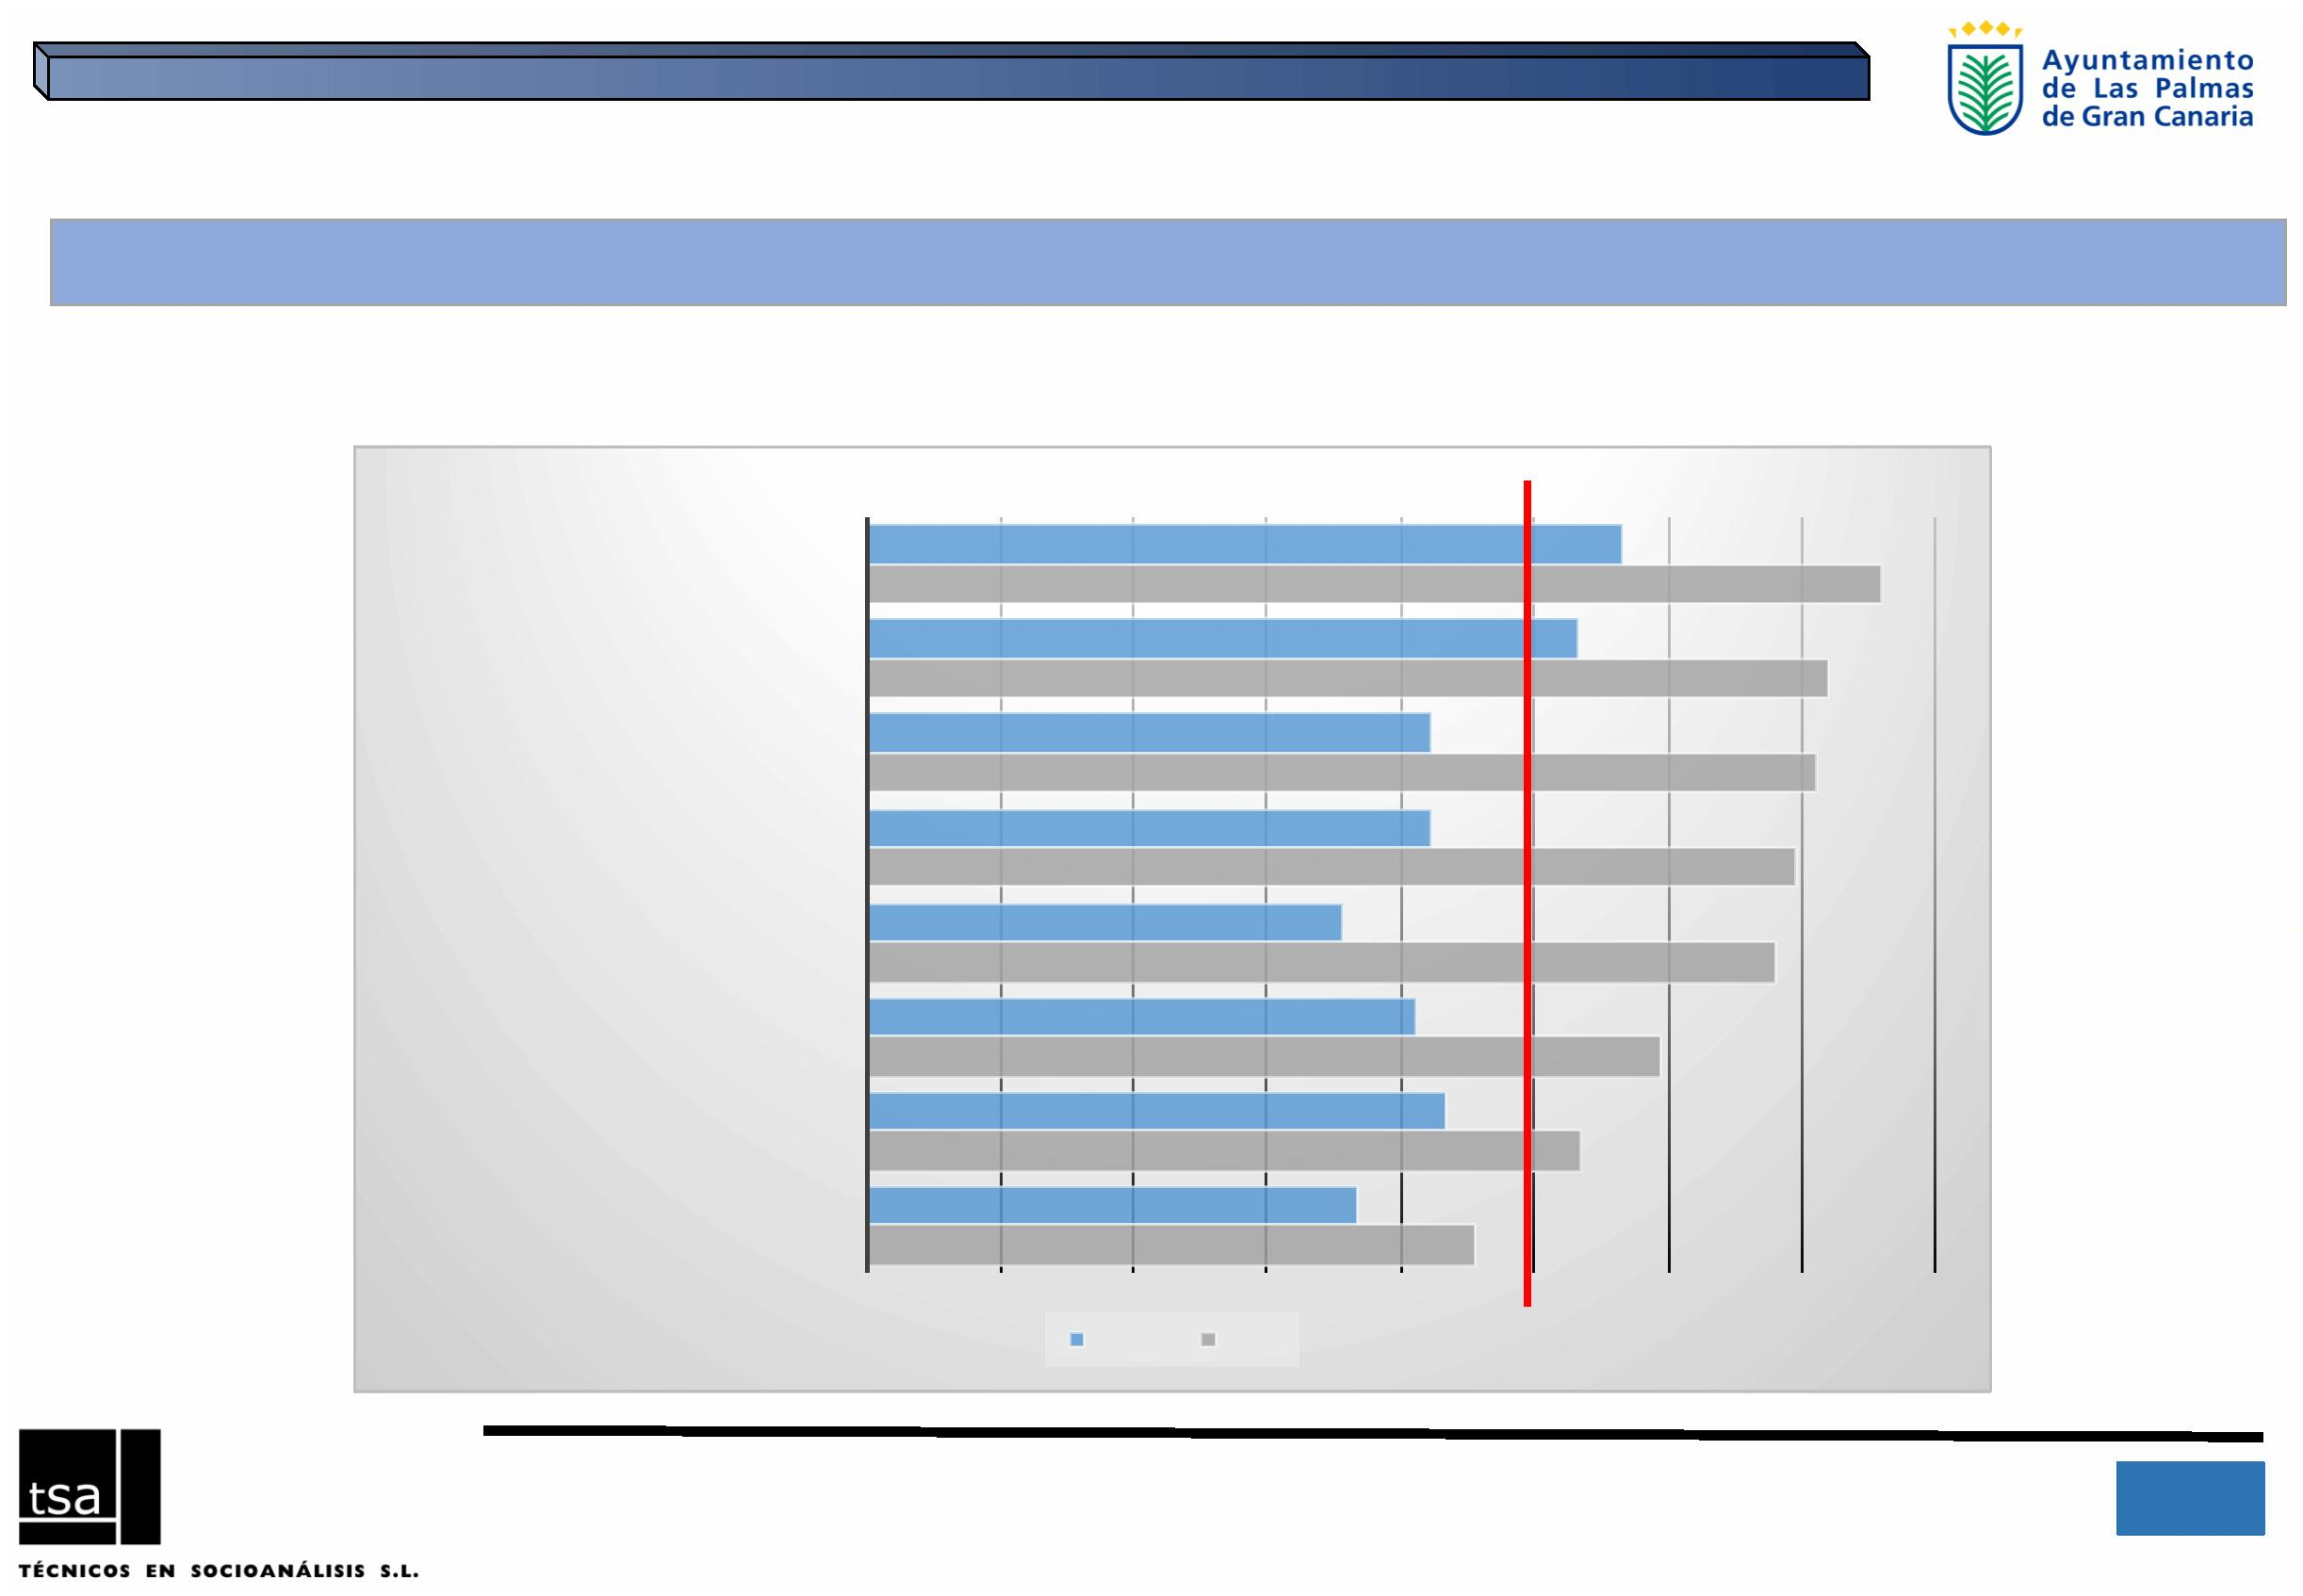 Ayuntamiento
de Las Palmas
de Gran Canaria
tsa
TÉCNICOS EN SOCIOANÁLISIS S.L.